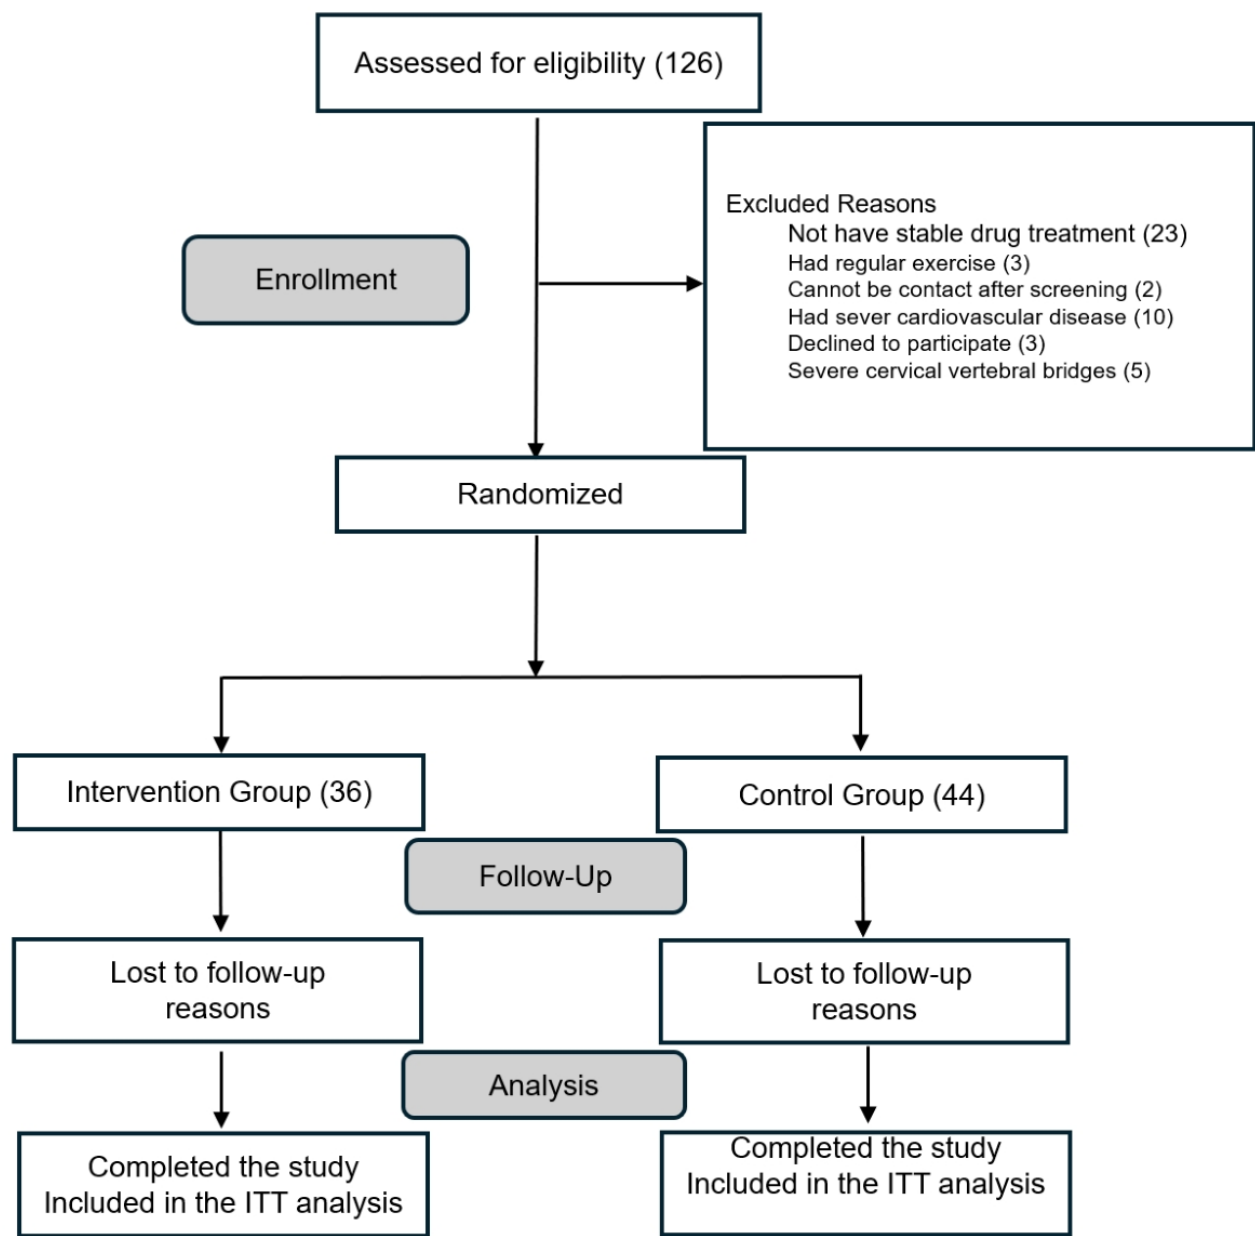 Assessed for eligibility (126)
Excluded Reasons
Not have stable drug treatment (23)
Had regular exercise (3)
Cannot be contact after screening (2)
Had sever cardiovascular disease (10)
Declined to participate (3)
Severe cervical vertebral bridges (5)
Enrollment
Randomized
Intervention Group (36)
Control Group (44)
Follow-Up
Lost to follow-up
reasons
Lost to follow-up
reasons
Analysis
Completed the study
Included in the ITT analysis
Completed the study
Included in the ITT analysis